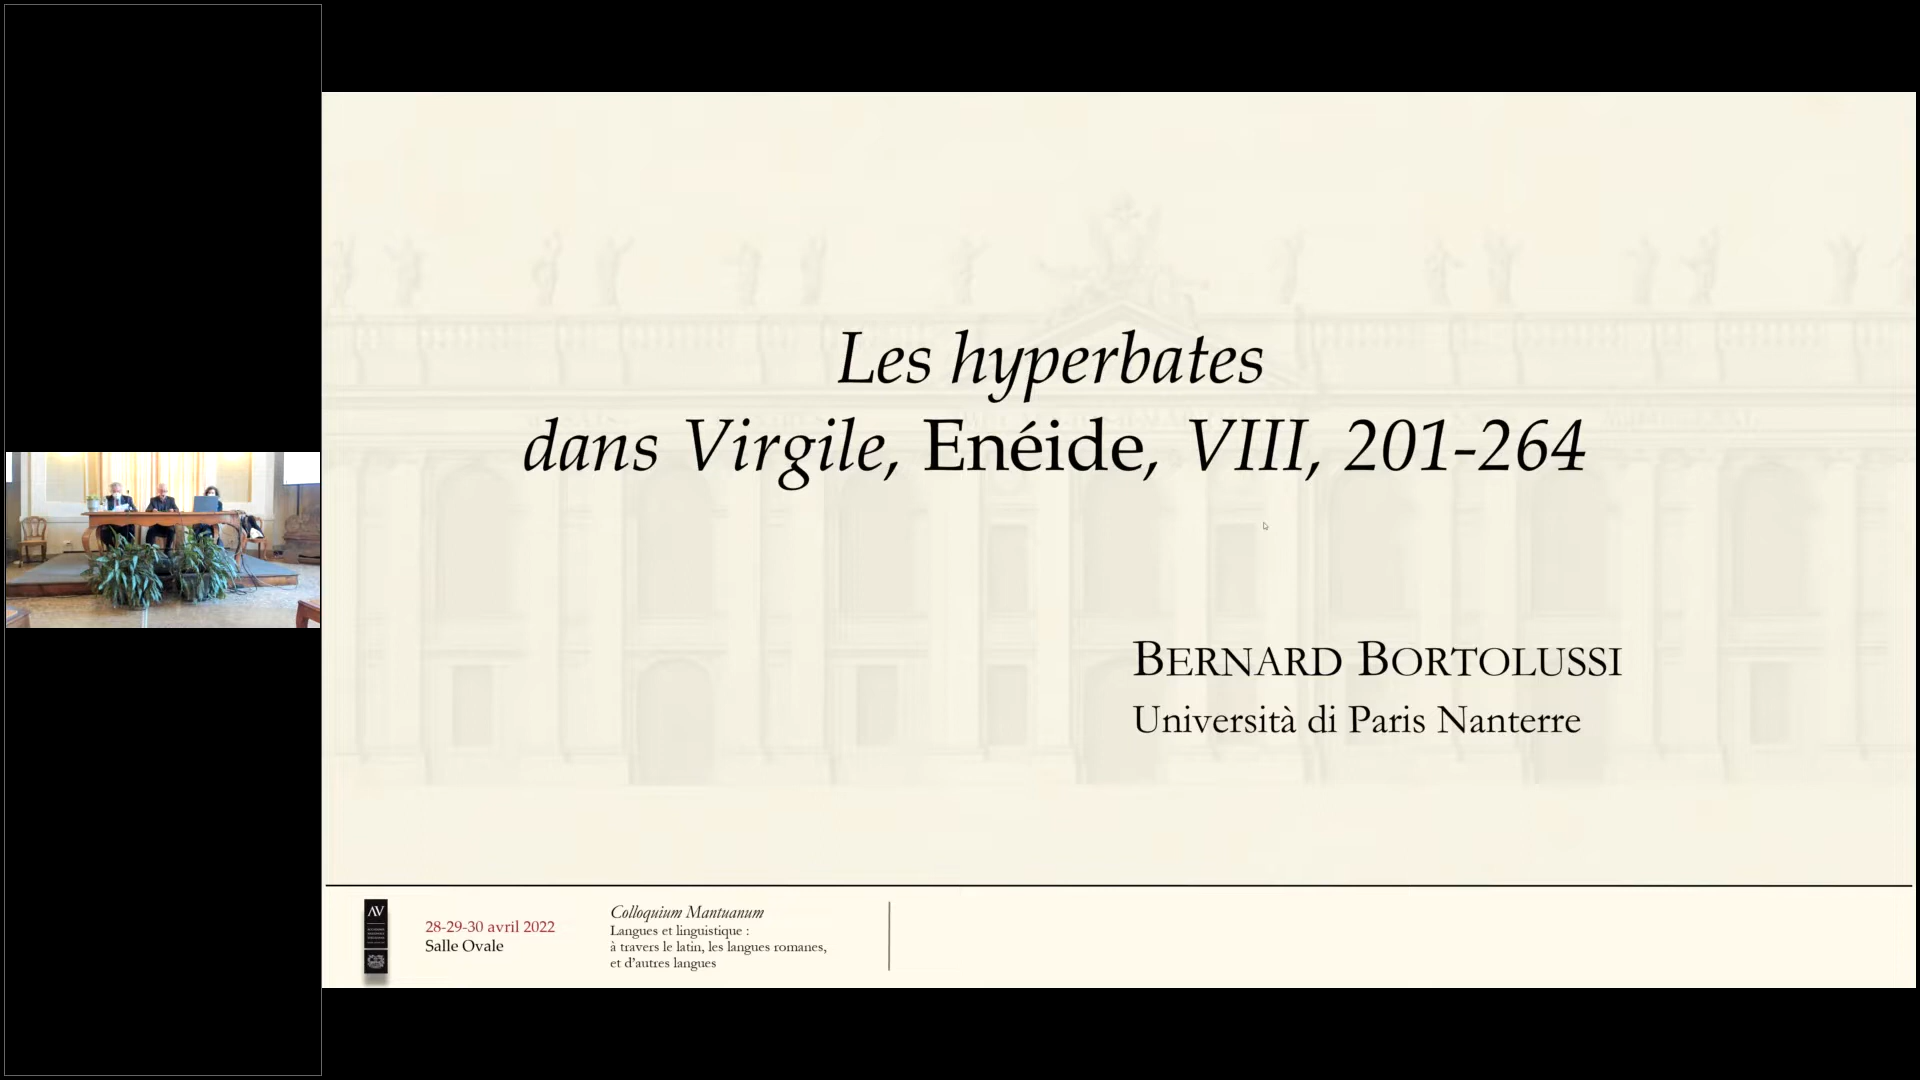 Les hyperbates
dans Virgile, Enéide, VIII, 201-264
BERNARD BORTOLUSSI
Università di Paris Nanterre
AV
28-29-30 avril 2022
Salle Ovale
Colloquium Mantuanum
Langues et linguistique :
à travers le latin, les langues romanes,
et d'autres langues